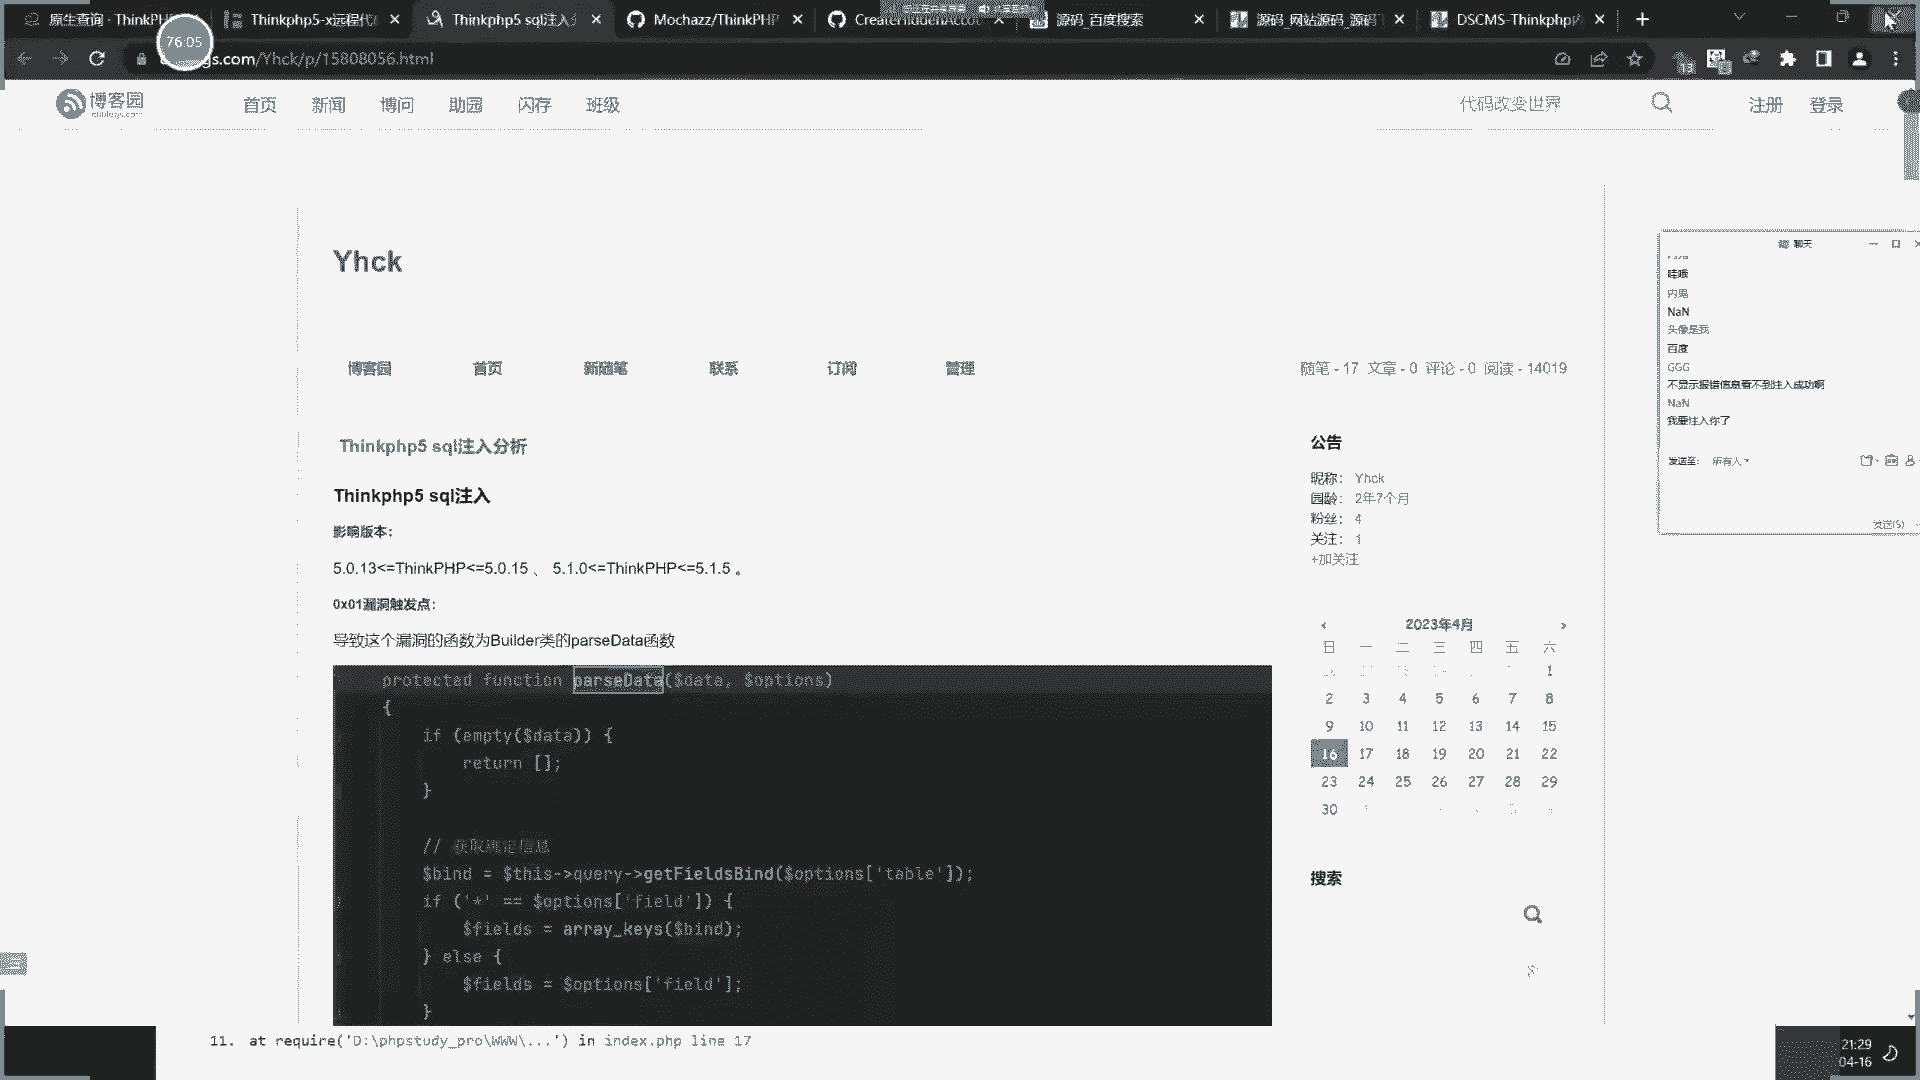 原生查询 · ThinkPH
Thinkphp5-x远程代
Thinkphp5 sql注入分
Mochazz/ThinkPHP
CreateHiddenAccou
源码_百度搜索
源码_网站源码_源码
DSCMS-Thinkphp
76:05
gs.com/Yhck/p/15808056.html
13
博客园
首页
新闻
博问
助园
闪存
班级
代码改变世界
注册
登录
Yhck
博客园
首页
新随笔
联系
订阅
管理
随笔 - 17 文章 - 0 评论 - 0 阅读 - 14019
Thinkphp5 sql注入分析
Thinkphp5 sql注入
影响版本：
5.0.13<=ThinkPHP<=5.0.15 、 5.1.0<=ThinkPHP<=5.1.5 。
0x01漏洞触发点：
导致这个漏洞的函数为Builder类的parseData函数
protected function parseData($data, $options)
{
if (empty($data)) {
return [];
}
// 获取绑定信息
$bind = $this->query->getFieldsBind($options['table']);
if ('*' == $options['field']) {
$fields = array_keys($bind);
} else {
$fields = $options['field'];
}
11. at require('D:\phpstudy_pro\WWW\...') in index.php line 17
公告
昵称： Yhck
园龄： 2年7个月
粉丝： 4
关注： 1
+加关注
2023年4月
日 一 二 三 四 五 六
1
2 3 4 5 6 7 8
9 10 11 12 13 14 15
16 17 18 19 20 21 22
23 24 25 26 27 28 29
30
搜索
聊天
哇哦
内鬼
NaN
头像是我
百度
GGG
不显示报错信息看不到注入成功啊
NaN
我要注入你了
发送至： 所有人
发送(S)
21:29
04-16